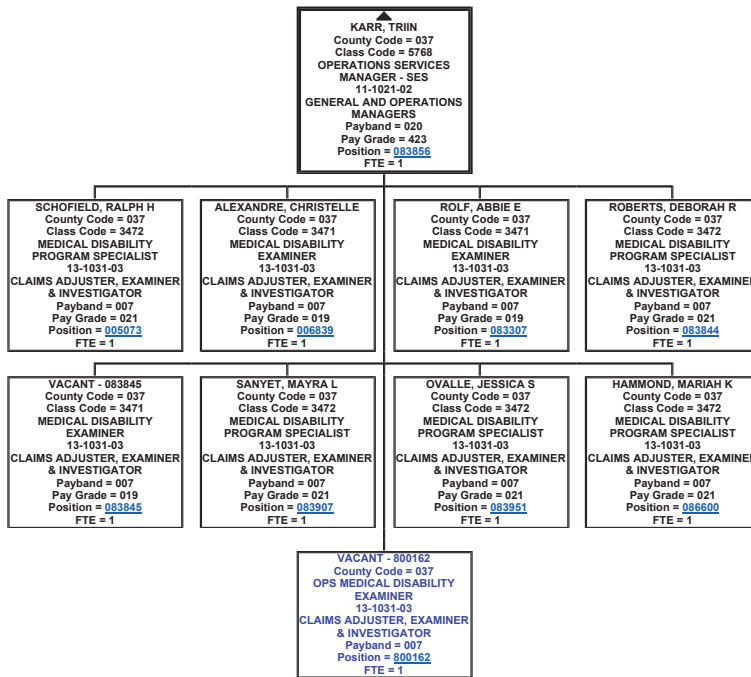 KARR, TRIIN
County Code = 037
Class Code = 5768
OPERATIONS SERVICES
MANAGER - SES
11-1021-02
GENERAL AND OPERATIONS
MANAGERS
Payband = 020
Pay Grade = 423
Position = 083856
FTE = 1
SCHOFIELD, RALPH H
County Code = 037
Class Code = 3472
MEDICAL DISABILITY
PROGRAM SPECIALIST
13-1031-03
CLAIMS ADJUSTER, EXAMINER
& INVESTIGATOR
Payband = 007
Pay Grade = 021
Position = 005073
FTE = 1
ALEXANDRE, CHRISTELLE
County Code = 037
Class Code = 3471
MEDICAL DISABILITY
EXAMINER
13-1031-03
CLAIMS ADJUSTER, EXAMINER
& INVESTIGATOR
Payband = 007
Pay Grade = 019
Position = 006839
FTE = 1
ROLF, ABBIE E
County Code = 037
Class Code = 3471
MEDICAL DISABILITY
EXAMINER
13-1031-03
CLAIMS ADJUSTER, EXAMINER
& INVESTIGATOR
Payband = 007
Pay Grade = 019
Position = 083307
FTE = 1
ROBERTS, DEBORAH R
County Code = 037
Class Code = 3472
MEDICAL DISABILITY
PROGRAM SPECIALIST
13-1031-03
CLAIMS ADJUSTER, EXAMINER
& INVESTIGATOR
Payband = 007
Pay Grade = 021
Position = 083844
FTE = 1
VACANT - 083845
County Code = 037
Class Code = 3471
MEDICAL DISABILITY
EXAMINER
13-1031-03
CLAIMS ADJUSTER, EXAMINER
& INVESTIGATOR
Payband = 007
Pay Grade = 019
Position = 083845
FTE = 1
SANYET, MAYRA L
County Code = 037
Class Code = 3472
MEDICAL DISABILITY
PROGRAM SPECIALIST
13-1031-03
CLAIMS ADJUSTER, EXAMINER
& INVESTIGATOR
Payband = 007
Pay Grade = 021
Position = 083907
FTE = 1
OVALLE, JESSICA S
County Code = 037
Class Code = 3472
MEDICAL DISABILITY
PROGRAM SPECIALIST
13-1031-03
CLAIMS ADJUSTER, EXAMINER
& INVESTIGATOR
Payband = 007
Pay Grade = 021
Position = 083951
FTE = 1
HAMMOND, MARIAH K
County Code = 037
Class Code = 3472
MEDICAL DISABILITY
PROGRAM SPECIALIST
13-1031-03
CLAIMS ADJUSTER, EXAMINER
& INVESTIGATOR
Payband = 007
Pay Grade = 021
Position = 086600
FTE = 1
VACANT - 800162
County Code = 037
OPS MEDICAL DISABILITY
EXAMINER
13-1031-03
CLAIMS ADJUSTER, EXAMINER
& INVESTIGATOR
Payband = 007
Position = 800162
FTE = 1